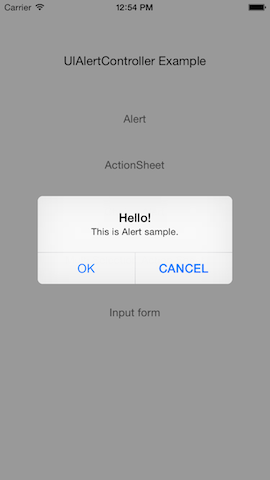 Carrier 12:54 PM
UIAlertController Example
Alert
ActionSheet
Hello!
This is Alert sample.
OK CANCEL
Input form